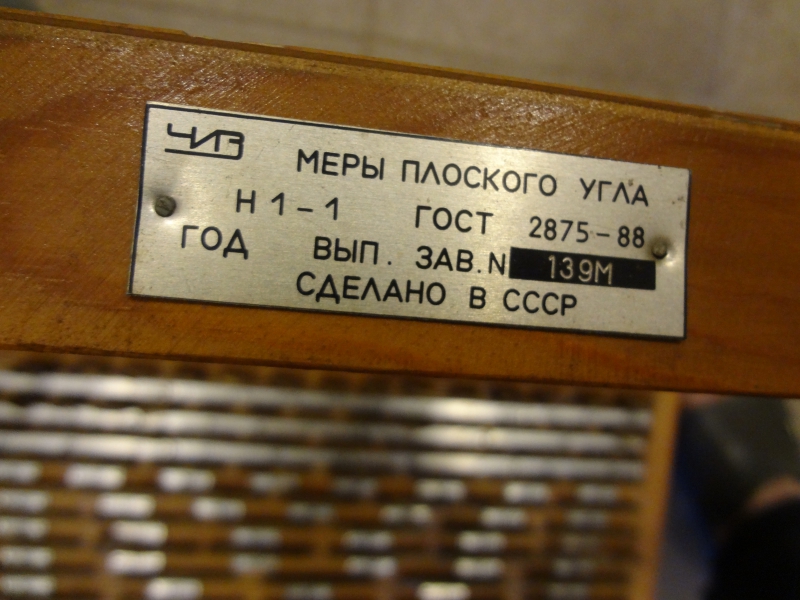 ЧИЗ
МЕРЫ ПЛОСКОГО УГЛА
Н 1-1 ГОСТ 2875-88
ГОД ВЫП. ЗАВ.N 139М
СДЕЛАНО В СССР